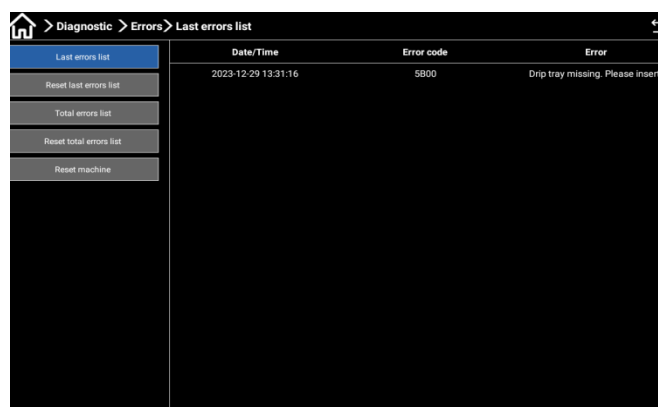 Diagnostic > Errors > Last errors list
Last errors list
Reset last errors list
Total errors list
Reset total errors list
Reset machine
Date/Time Error code Error
2023-12-29 13:31:16 5B00 Drip tray missing. Please insert